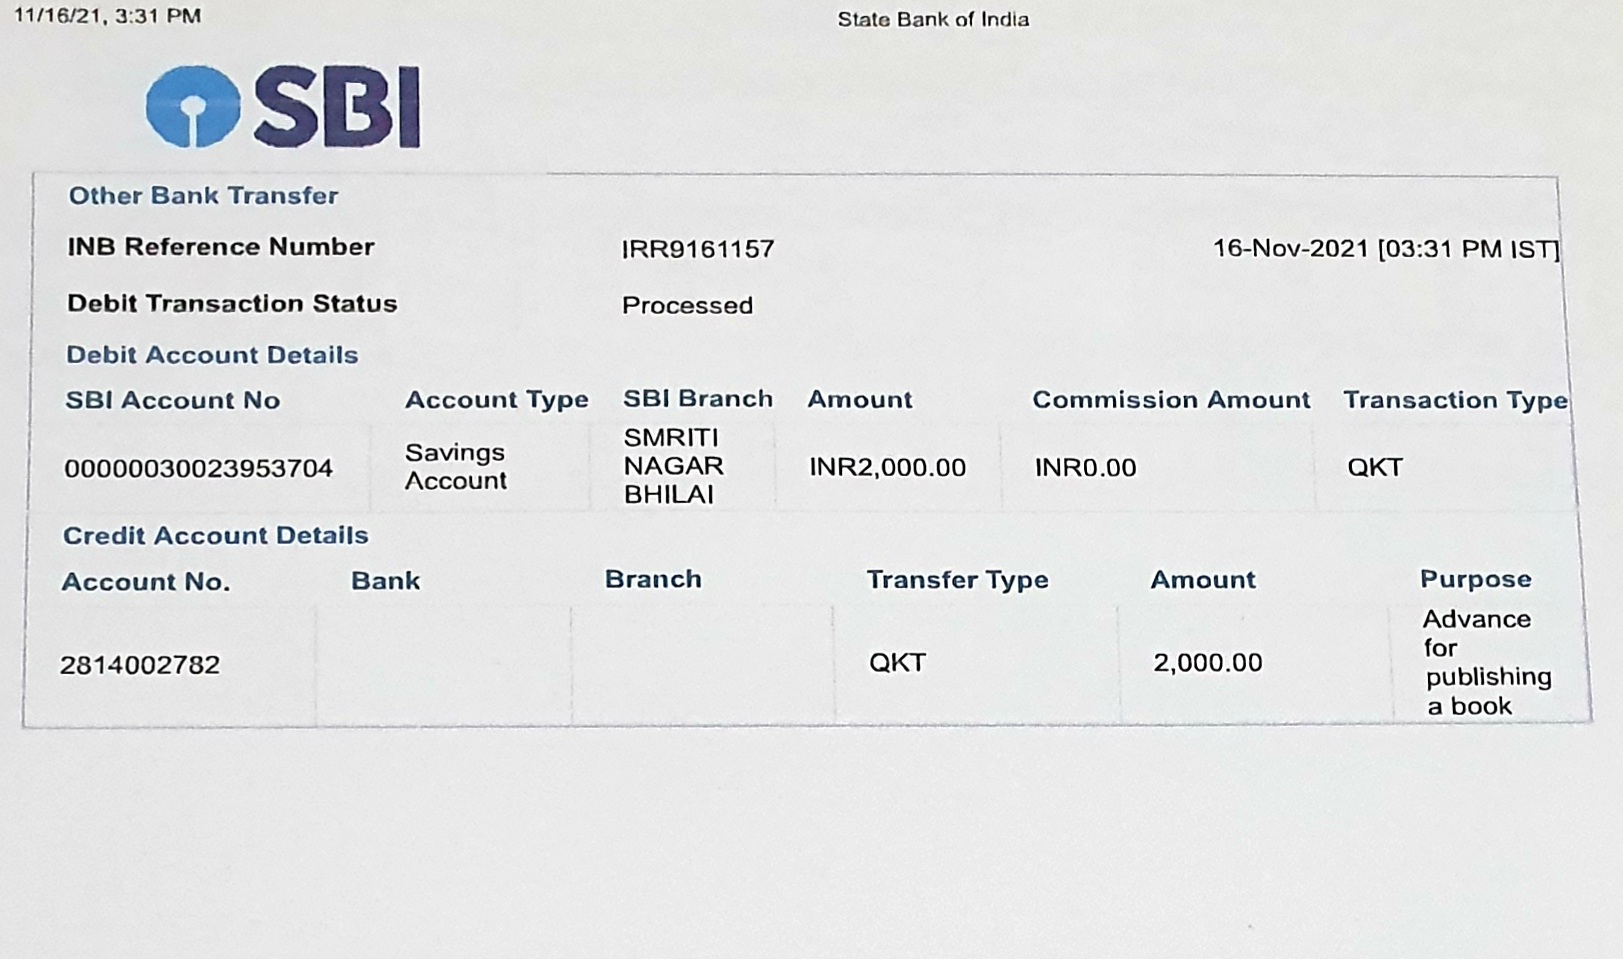 11/16/21, 3:31 PM State Bank of India
SBI
Other Bank Transfer
INB Reference Number IRR9161157 16-Nov-2021 [03:31 PM IST]
Debit Transaction Status Processed
Debit Account Details
SBI Account No Account Type SBI Branch Amount Commission Amount Transaction Type
00000030023953704 Savings Account SMRITI NAGAR BHILAI INR2,000.00 INR0.00 QKT
Credit Account Details
Account No. Bank Branch Transfer Type Amount Purpose
2814002782 QKT 2,000.00 Advance for publishing a book